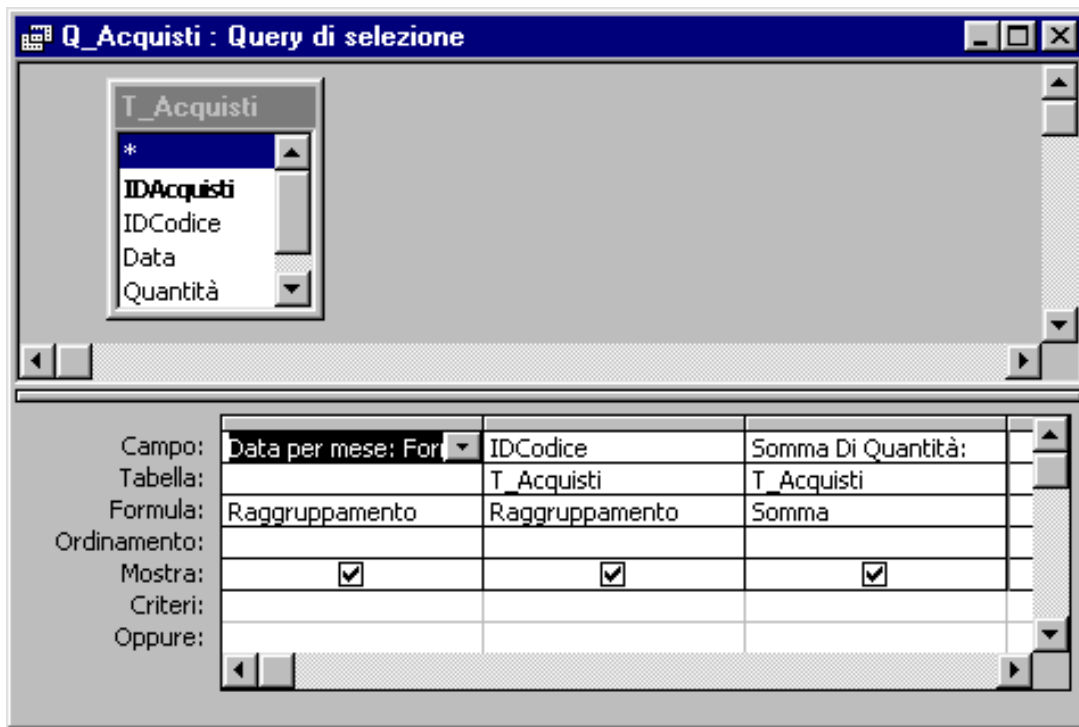 Q_Acquisti : Query di selezione
T_Acquisti
*
IDAcquisti
IDCodice
Data
Quantità
Campo: Data per mese: IDCodice Somma Di Quantità:
Tabella: T_Acquisti T_Acquisti
Formula: Raggruppamento Raggruppamento Somma
Ordinamento:
Mostra:
Criteri:
Oppure: